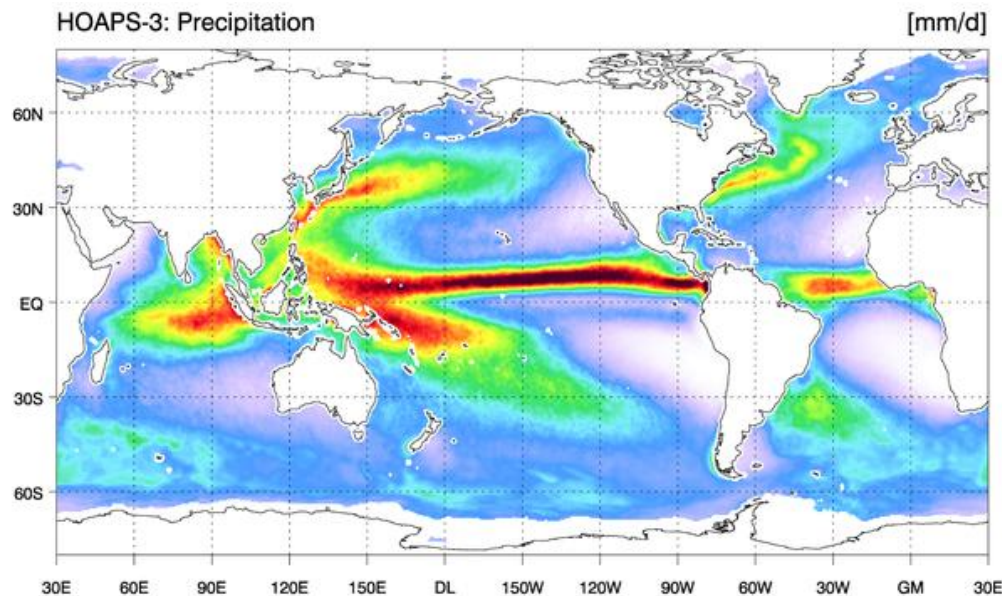 HOAPS-3: Precipitation [mm/d]
60N
30N
EQ
30S
60S
30E 60E 90E 120E 150E DL 150W 120W 90W 60W 30W GM 30E